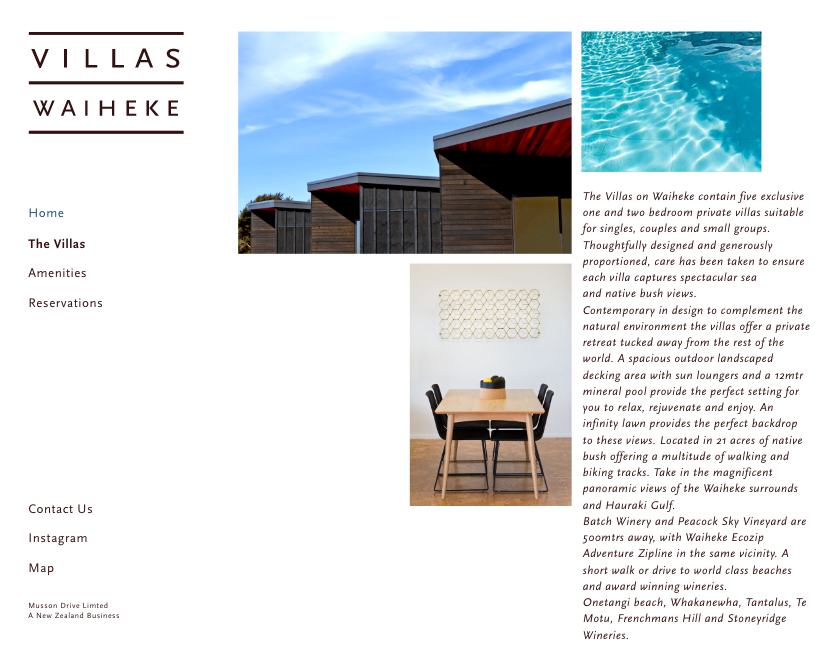 VILLAS
WAIHEKE
Home
The Villas
Amenities
Reservations
Contact Us
Instagram
Map
Musson Drive Limted
A New Zealand Business
The Villas on Waiheke contain five exclusive
one and two bedroom private villas suitable
for singles, couples and small groups.
Thoughtfully designed and generously
proportioned, care has been taken to ensure
each villa captures spectacular sea
and native bush views.
Contemporary in design to complement the
natural environment the villas offer a private
retreat tucked away from the rest of the
world. A spacious outdoor landscaped
decking area with sun loungers and a 12mtr
mineral pool provide the perfect setting for
you to relax, rejuvenate and enjoy. An
infinity lawn provides the perfect backdrop
to these views. Located in 21 acres of native
bush offering a multitude of walking and
biking tracks. Take in the magnificent
panoramic views of the Waiheke surrounds
and Hauraki Gulf.
Batch Winery and Peacock Sky Vineyard are
500mtrs away, with Waiheke Ecozip
Adventure Zipline in the same vicinity. A
short walk or drive to world class beaches
and award winning wineries.
Onetangi beach, Whakanewha, Tantalus, Te
Motu, Frenchmans Hill and Stoneyridge
Wineries.